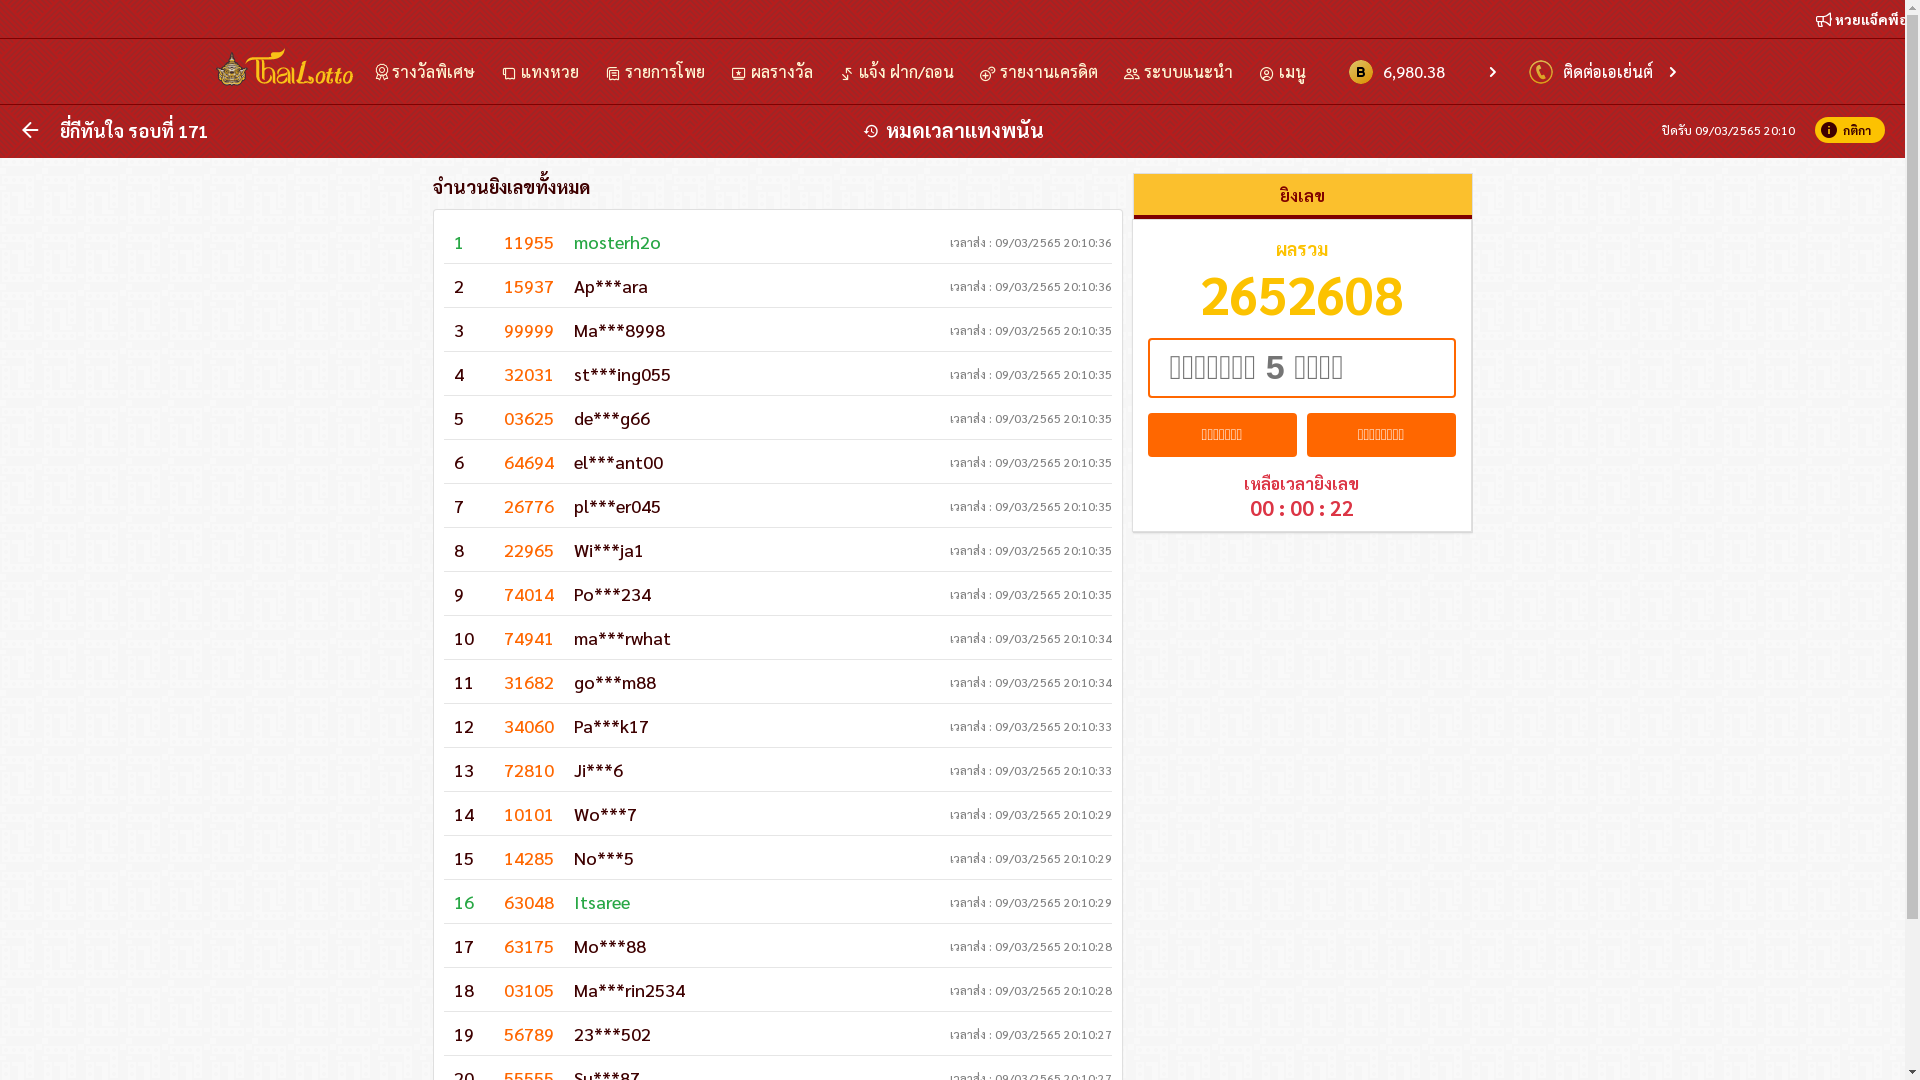 หวยแจ็คพ็อ
ไทยLotto
รางวัลพิเศษ
แทงหวย
รายการโพย
ผลรางวัล
แจ้ง ฝาก/ถอน
รายงานเครดิต
ระบบแนะนำ
เมนู
B 6,980.38
ติดต่อเอเย่นต์
ยี่กีทันใจ รอบที่ 171
หมดเวลาแทงพนัน
ปิดรับ 09/03/2565 20:10
กติกา
จำนวนยิงเลขทั้งหมด
1 11955 mosterh2o เวลาส่ง : 09/03/2565 20:10:36
2 15937 Ap***ara เวลาส่ง : 09/03/2565 20:10:36
3 99999 Ma***8998 เวลาส่ง : 09/03/2565 20:10:35
4 32031 st***ing055 เวลาส่ง : 09/03/2565 20:10:35
5 03625 de***g66 เวลาส่ง : 09/03/2565 20:10:35
6 64694 el***ant00 เวลาส่ง : 09/03/2565 20:10:35
7 26776 pl***er045 เวลาส่ง : 09/03/2565 20:10:35
8 22965 Wi***ja1 เวลาส่ง : 09/03/2565 20:10:35
9 74014 Po***234 เวลาส่ง : 09/03/2565 20:10:35
10 74941 ma***rwhat เวลาส่ง : 09/03/2565 20:10:34
11 31682 go***m88 เวลาส่ง : 09/03/2565 20:10:34
12 34060 Pa***k17 เวลาส่ง : 09/03/2565 20:10:33
13 72810 Ji***6 เวลาส่ง : 09/03/2565 20:10:33
14 10101 Wo***7 เวลาส่ง : 09/03/2565 20:10:29
15 14285 No***5 เวลาส่ง : 09/03/2565 20:10:29
16 63048 Itsaree เวลาส่ง : 09/03/2565 20:10:29
17 63175 Mo***88 เวลาส่ง : 09/03/2565 20:10:28
18 03105 Ma***rin2534 เวลาส่ง : 09/03/2565 20:10:28
19 56789 23***502 เวลาส่ง : 09/03/2565 20:10:27
20 55555 Su***87 เวลาส่ง : 09/03/2565 20:10:27
ยิงเลข
ผลรวม
2652608
5
เหลือเวลายิงเลข
00 : 00 : 22